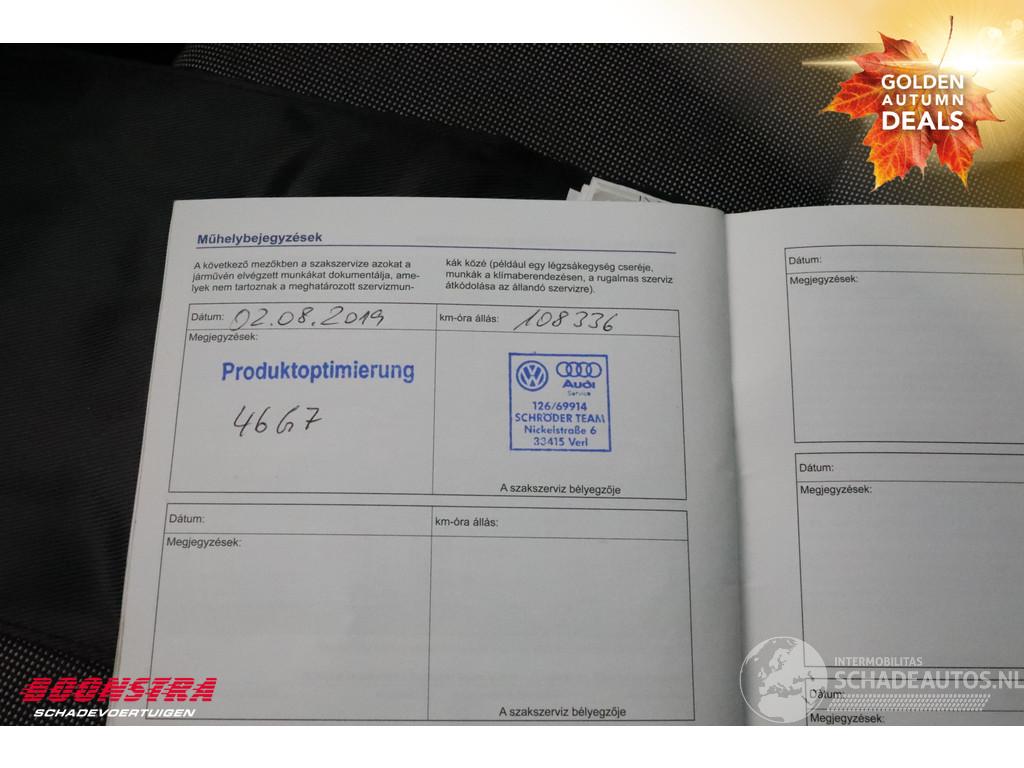 GOLDEN
AUTUMN
DEALS
Műhelybejegyzések
A következő mezőkben a szakszervize azokat a
járművén elvégzett munkákat dokumentálja, ame-
lyek nem tartoznak a meghatározott szervizmun-
kák közé (például egy légzsákegység cseréje,
munkák a klímaberendezésen, a rugalmas szerviz
átkódolása az állandó szervizre).
Dátum: 02.08.2019
km-óra állás: 108336
Megjegyzések:
Produktoptimierung
46G7
Audi
Service
126/69914
SCHRÖDER TEAM
Nickelstraße 6
33415 Verl
A szakszerviz bélyegzője
Dátum:
km-óra állás:
Megjegyzések:
A szakszerviz bélyegzője
Dátum:
Megjegyzések:
Dátum:
Megjegyzések:
Dátum:
Megjegyzések:
BOONSTRA
SCHADEVOERTUIGEN
INTERMOBILITAS
SCHADEAUTOS.NL